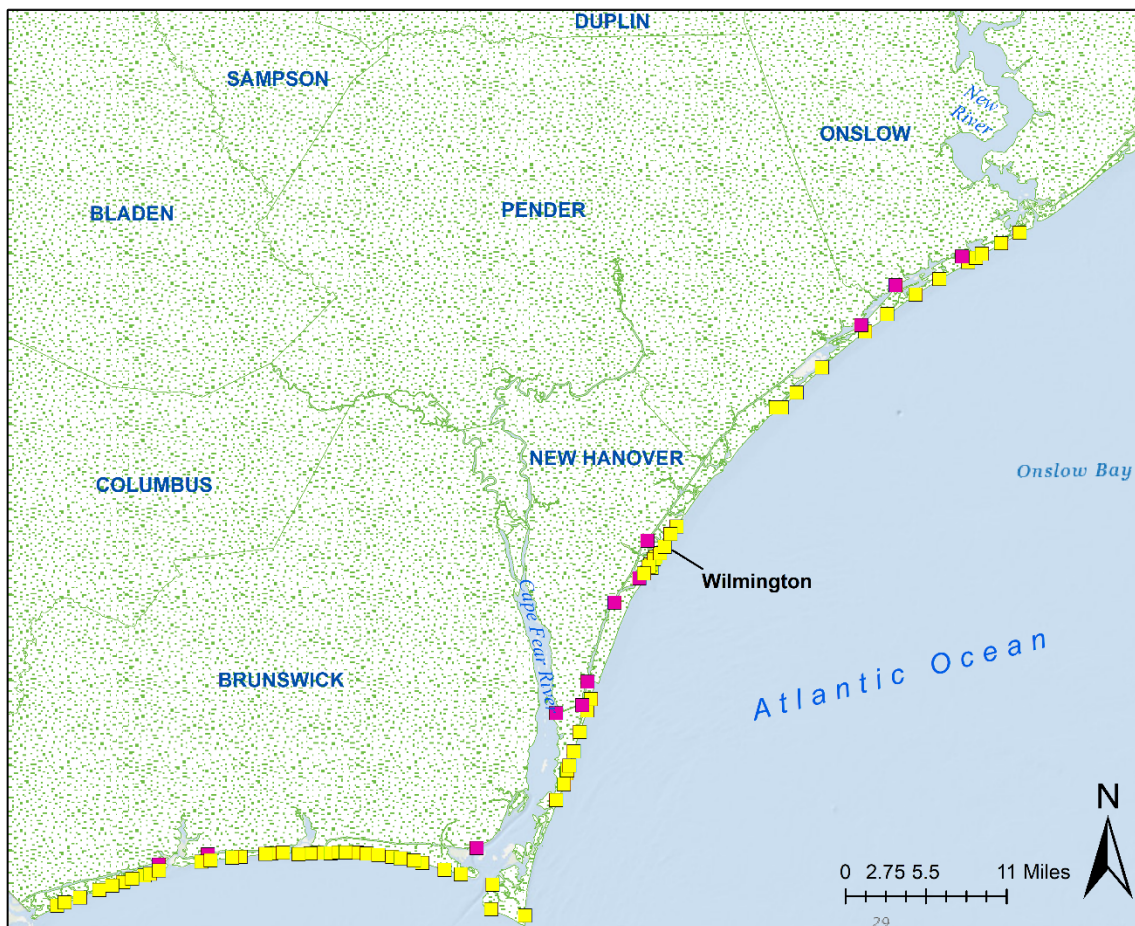 DUPLIN
SAMPSON
New
River
ONSLOW
BLADEN
PENDER
Onslow Bay
NEW HANOVER
COLUMBUS
Wilmington
Cape Fear River
Atlantic Ocean
BRUNSWICK
N
0 2.75 5.5 11 Miles
29